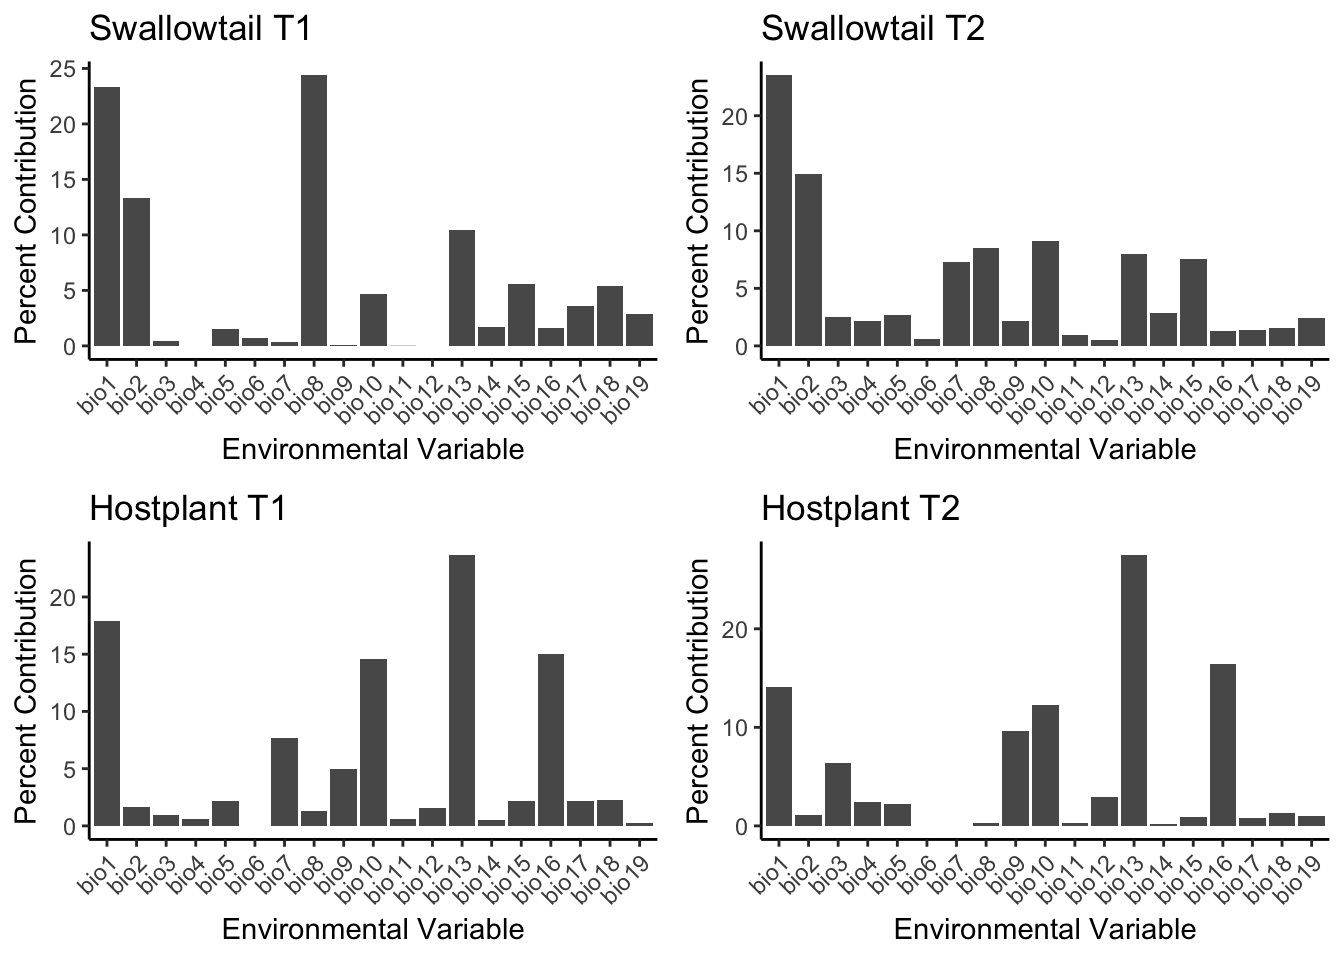 Swallowtail T1
Percent Contribution
25
20
15
10
5
0
bio1 bio2 bio3 bio4 bio5 bio6 bio7 bio8 bio9 bio10 bio11 bio12 bio13 bio14 bio15 bio16 bio17 bio18 bio19
Environmental Variable
Swallowtail T2
Percent Contribution
20
15
10
5
0
bio1 bio2 bio3 bio4 bio5 bio6 bio7 bio8 bio9 bio10 bio11 bio12 bio13 bio14 bio15 bio16 bio17 bio18 bio19
Environmental Variable
Hostplant T1
Percent Contribution
20
15
10
5
0
bio1 bio2 bio3 bio4 bio5 bio6 bio7 bio8 bio9 bio10 bio11 bio12 bio13 bio14 bio15 bio16 bio17 bio18 bio19
Environmental Variable
Hostplant T2
Percent Contribution
20
10
0
bio1 bio2 bio3 bio4 bio5 bio6 bio7 bio8 bio9 bio10 bio11 bio12 bio13 bio14 bio15 bio16 bio17 bio18 bio19
Environmental Variable